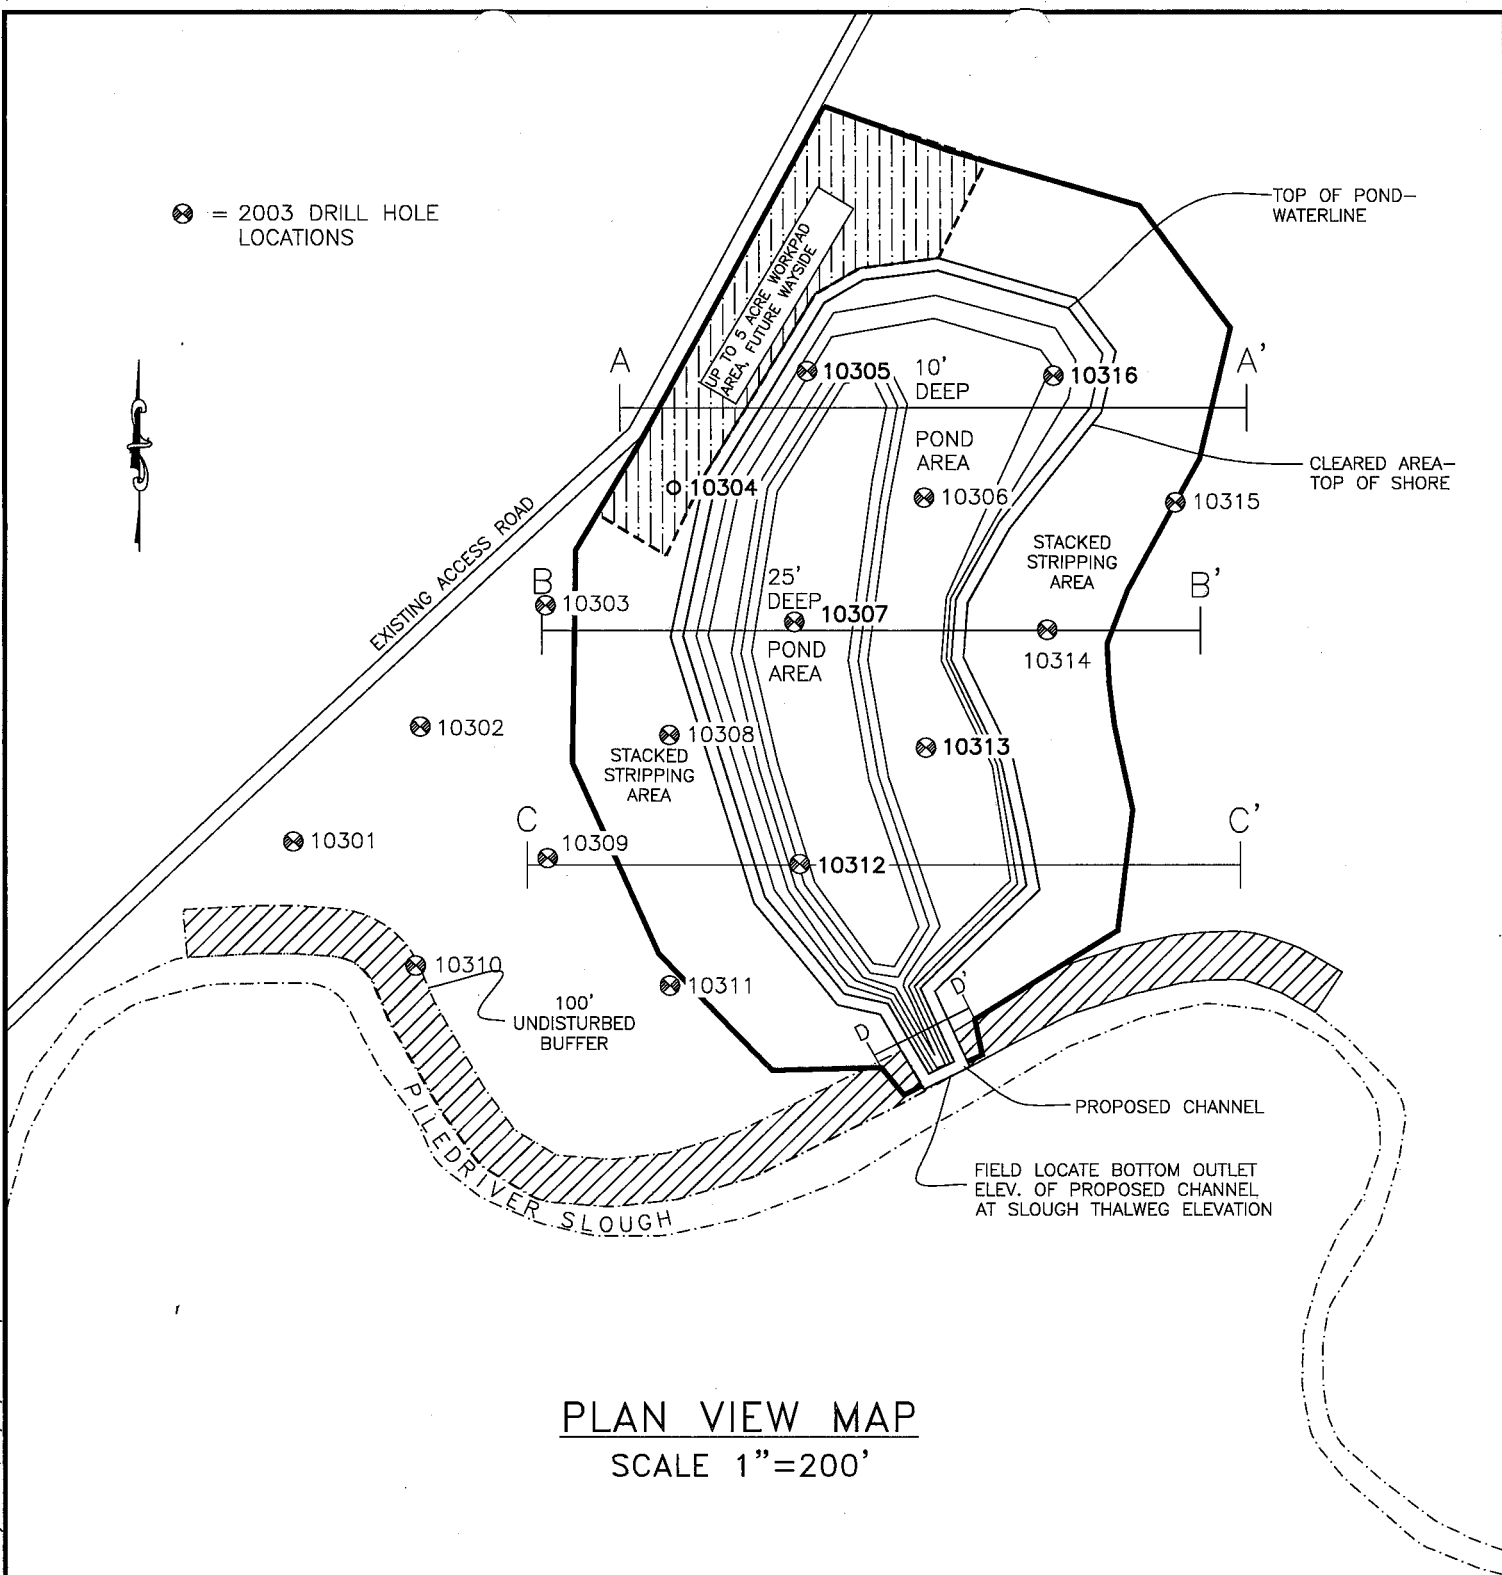 = 2003 DRILL HOLE
LOCATIONS
TOP OF POND–
WATERLINE
UP TO 5 ACRE WORKPAD
AREA, FUTURE WAYSIDE
A
A'
10305
10'
DEEP
10316
POND
AREA
CLEARED AREA–
TOP OF SHORE
10304
10306
10315
EXISTING ACCESS ROAD
STACKED
STRIPPING
AREA
B
B'
10303
25'
DEEP
10307
POND
AREA
10314
10302
10308
10313
STACKED
STRIPPING
AREA
C
C'
10301
10309
10312
10310
10311
100'
UNDISTURBED
BUFFER
D
D'
PILEDRIVER SLOUGH
PROPOSED CHANNEL
FIELD LOCATE BOTTOM OUTLET
ELEV. OF PROPOSED CHANNEL
AT SLOUGH THALWEG ELEVATION
PLAN VIEW MAP
SCALE 1"=200'